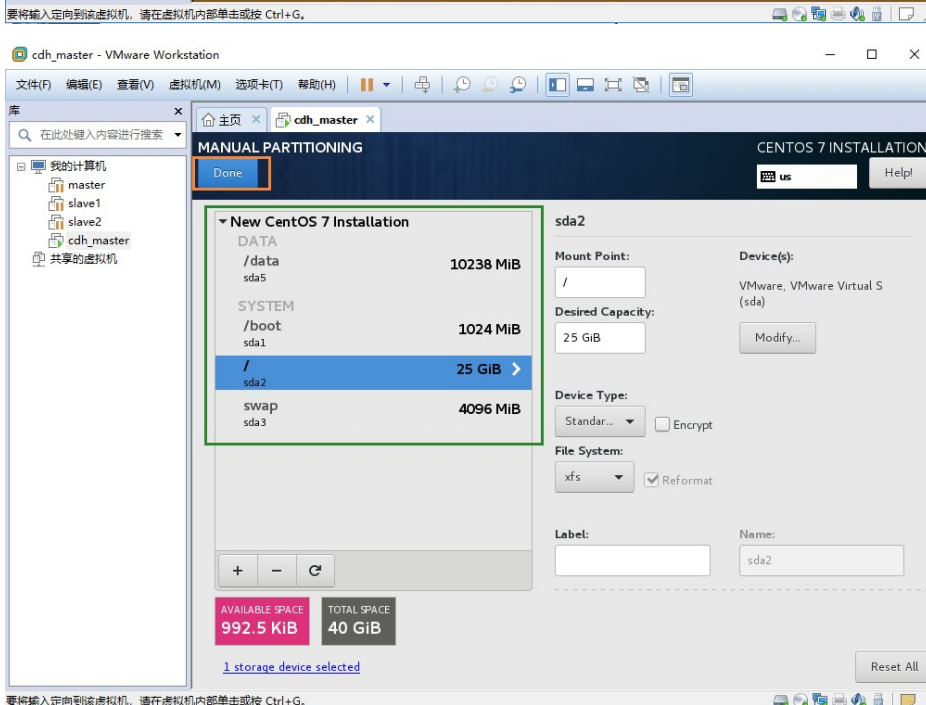 要将输入定向到该虚拟机，请在虚拟机内部单击或按 Ctrl+G。
cdh_master - VMware Workstation
文件(F) 编辑(E) 查看(V) 虚拟机(M) 选项卡(T) 帮助(H)
库
在此处键入内容进行搜索
我的计算机
master
slave1
slave2
cdh_master
共享的虚拟机
主页 cdh_master
MANUAL PARTITIONING
Done
CENTOS 7 INSTALLATION
us
Help!
New CentOS 7 Installation
DATA
/data 10238 MiB
sda5
SYSTEM
/boot 1024 MiB
sda1
/ 25 GiB
sda2
swap 4096 MiB
sda3
+ −
AVAILABLE SPACE
992.5 KiB
TOTAL SPACE
40 GiB
1 storage device selected
sda2
Mount Point:
/
Desired Capacity:
25 GiB
Device(s):
VMware, VMware Virtual S
(sda)
Modify...
Device Type:
Standar...
Encrypt
File System:
xfs
Reformat
Label:
Name:
sda2
Reset All
要将输入定向到该虚拟机，请在虚拟机内部单击或按 Ctrl+G。